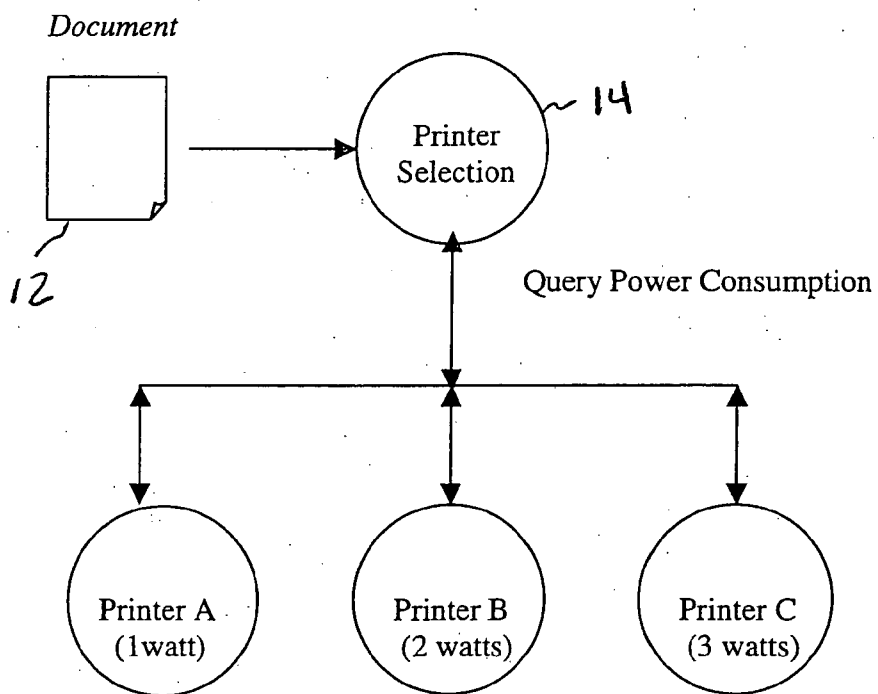 Document
14
Printer
Selection
12
Query Power Consumption
Printer A
(1watt)
Printer B
(2 watts)
Printer C
(3 watts)